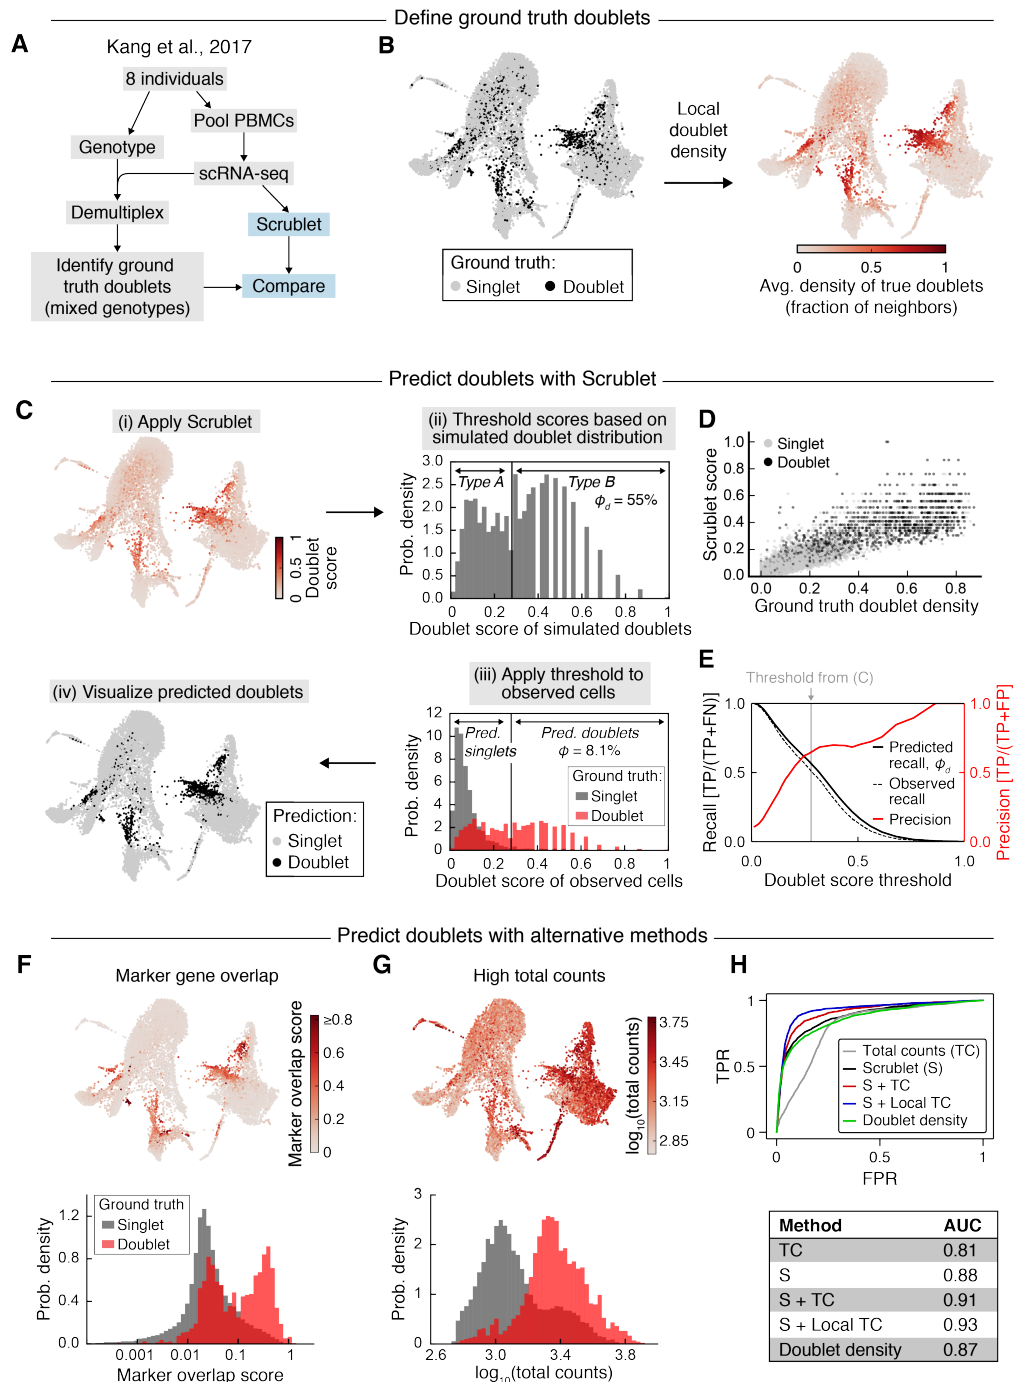 Define ground truth doublets
A
Kang et al., 2017
8 individuals
Pool PBMCs
Genotype
scRNA-seq
Demultiplex
Scrublet
Identify ground
truth doublets
(mixed genotypes)
Compare
B
Local
doublet
density
Ground truth:
Singlet
Doublet
0 0.5 1
Avg. density of true doublets
(fraction of neighbors)
Predict doublets with Scrublet
C
(i) Apply Scrublet
0 0.5 1
Doublet
score
(ii) Threshold scores based on
simulated doublet distribution
Type A
Type B
ϕd = 55%
Prob. density
3.0
2.5
2.0
1.5
1.0
0.5
0.0
0 0.2 0.4 0.6 0.8 1
Doublet score of simulated doublets
D
Singlet
Doublet
Scrublet score
1.0
0.8
0.6
0.4
0.2
0.0
0.0 0.2 0.4 0.6 0.8
Ground truth doublet density
(iv) Visualize predicted doublets
Prediction:
Singlet
Doublet
(iii) Apply threshold to
observed cells
Pred.
singlets
Pred. doublets
ϕ = 8.1%
Ground truth:
Singlet
Doublet
Prob. density
12
10
8
6
4
2
0
0 0.2 0.4 0.6 0.8 1
Doublet score of observed cells
E
Threshold from (C)
Recall [TP/(TP+FN)]
1.0
0.5
0.0
Predicted
recall, ϕd
Observed
recall
Precision
1.0
0.5
0.0
Precision [TP/(TP+FP)]
0.0 0.5 1.0
Doublet score threshold
Predict doublets with alternative methods
F
Marker gene overlap
Marker overlap score
≥0.8
0.6
0.4
0.2
0
Ground truth
Singlet
Doublet
Prob. density
1.2
0.8
0.4
0.0
0.001 0.01 0.1 1
Marker overlap score
G
High total counts
log10(total counts)
3.75
3.45
3.15
2.85
Prob. density
3
2
1
0
2.6 3.0 3.4 3.8
log10(total counts)
H
TPR
1
0.5
0
Total counts (TC)
Scrublet (S)
S + TC
S + Local TC
Doublet density
0 0.5 1
FPR
Method AUC
TC 0.81
S 0.88
S + TC 0.91
S + Local TC 0.93
Doublet density 0.87